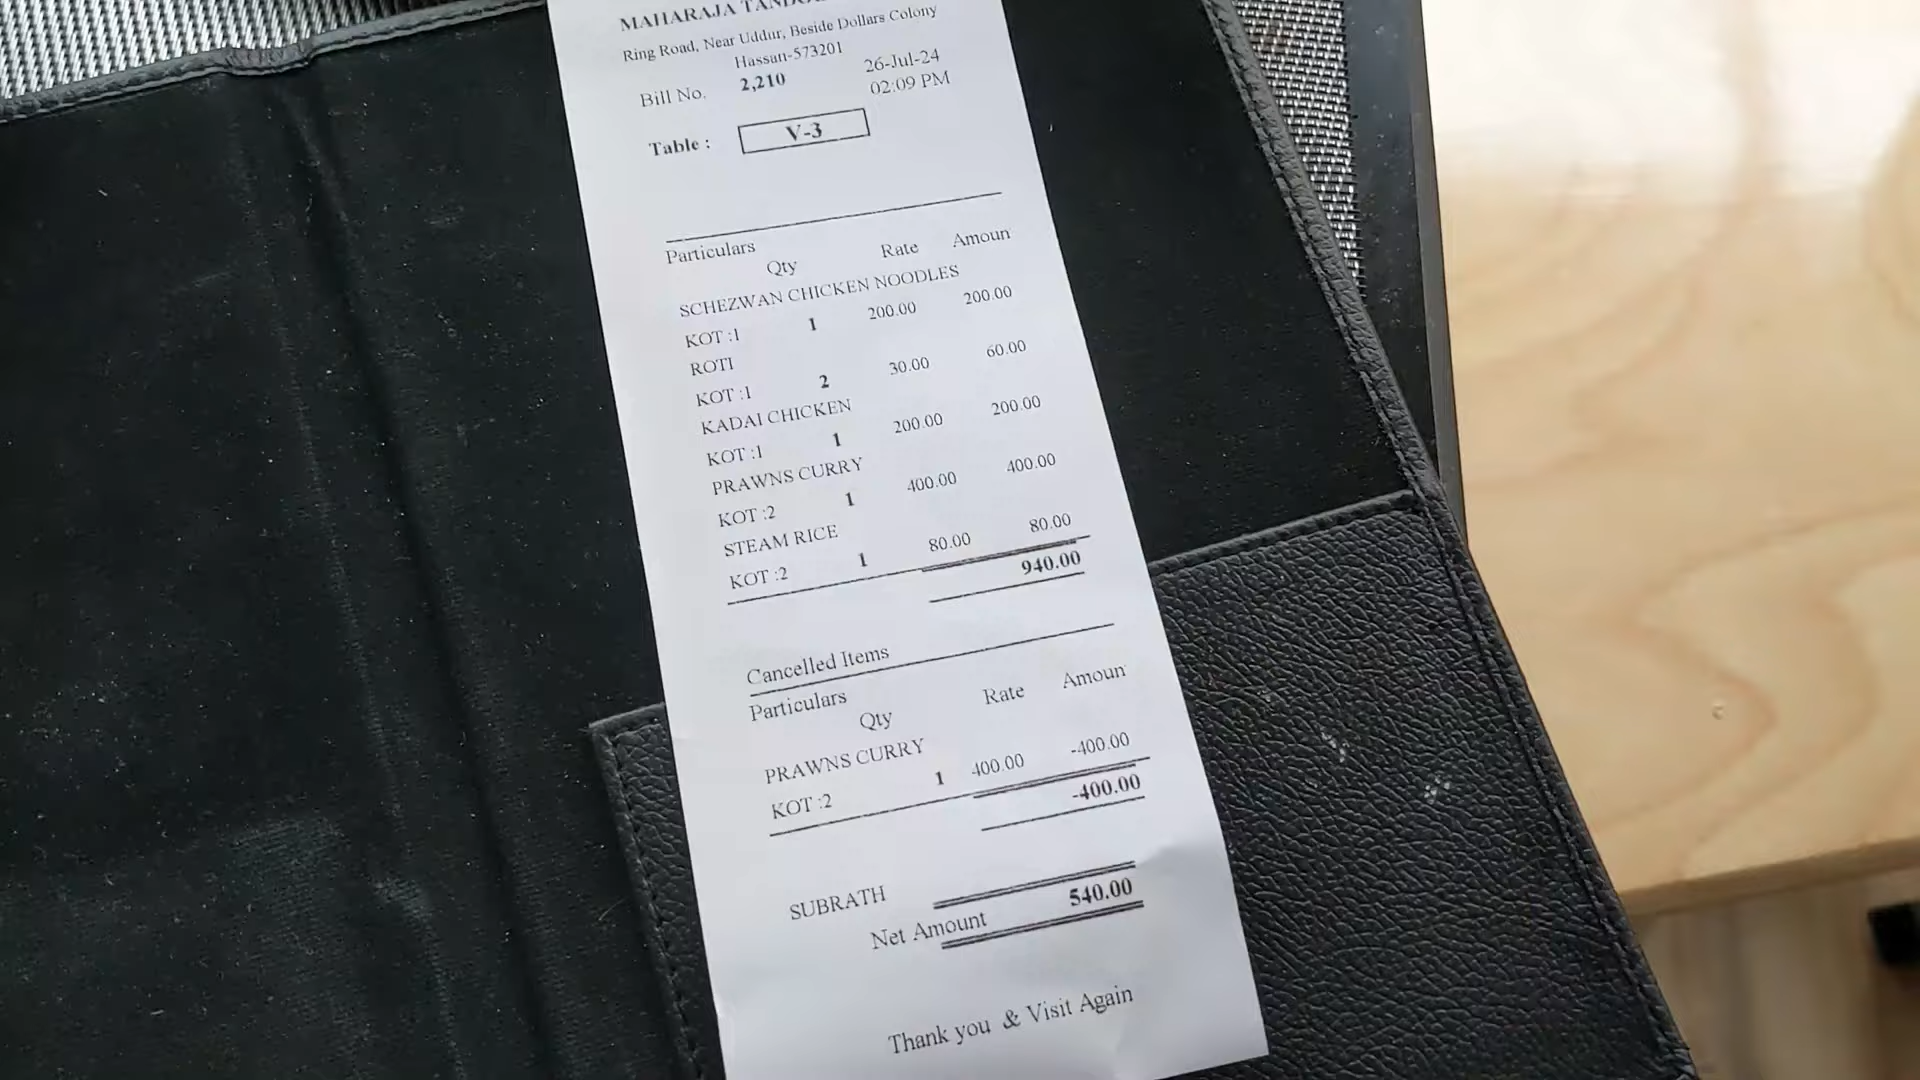 MAHARAJA
Ring Road, Near Uddur, Beside Dollars Colony
Hassan-573201
Bill No. 2,210 26-Jul-24
02:09 PM
Table : V-3
Particulars Rate Amoun
Qty
SCHEZWAN CHICKEN NOODLES
KOT :1 1 200.00 200.00
ROTI
KOT :1 2 30.00 60.00
KADAI CHICKEN
KOT :1 1 200.00 200.00
PRAWNS CURRY
KOT :2 1 400.00 400.00
STEAM RICE
KOT :2 1 80.00 80.00
940.00
Cancelled Items
Particulars Rate Amoun
Qty
PRAWNS CURRY
KOT :2 1 400.00 -400.00
-400.00
SUBRATH
Net Amount 540.00
Thank you & Visit Again